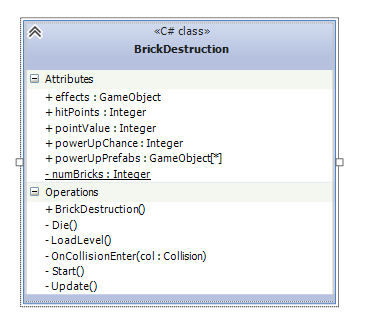 «C# class»
BrickDestruction
Attributes
+ effects : GameObject
+ hitPoints : Integer
+ pointValue : Integer
+ powerUpChance : Integer
+ powerUpPrefabs : GameObject[*]
- numBricks : Integer
Operations
+ BrickDestruction()
- Die()
- LoadLevel()
- OnCollisionEnter(col : Collision)
- Start()
- Update()